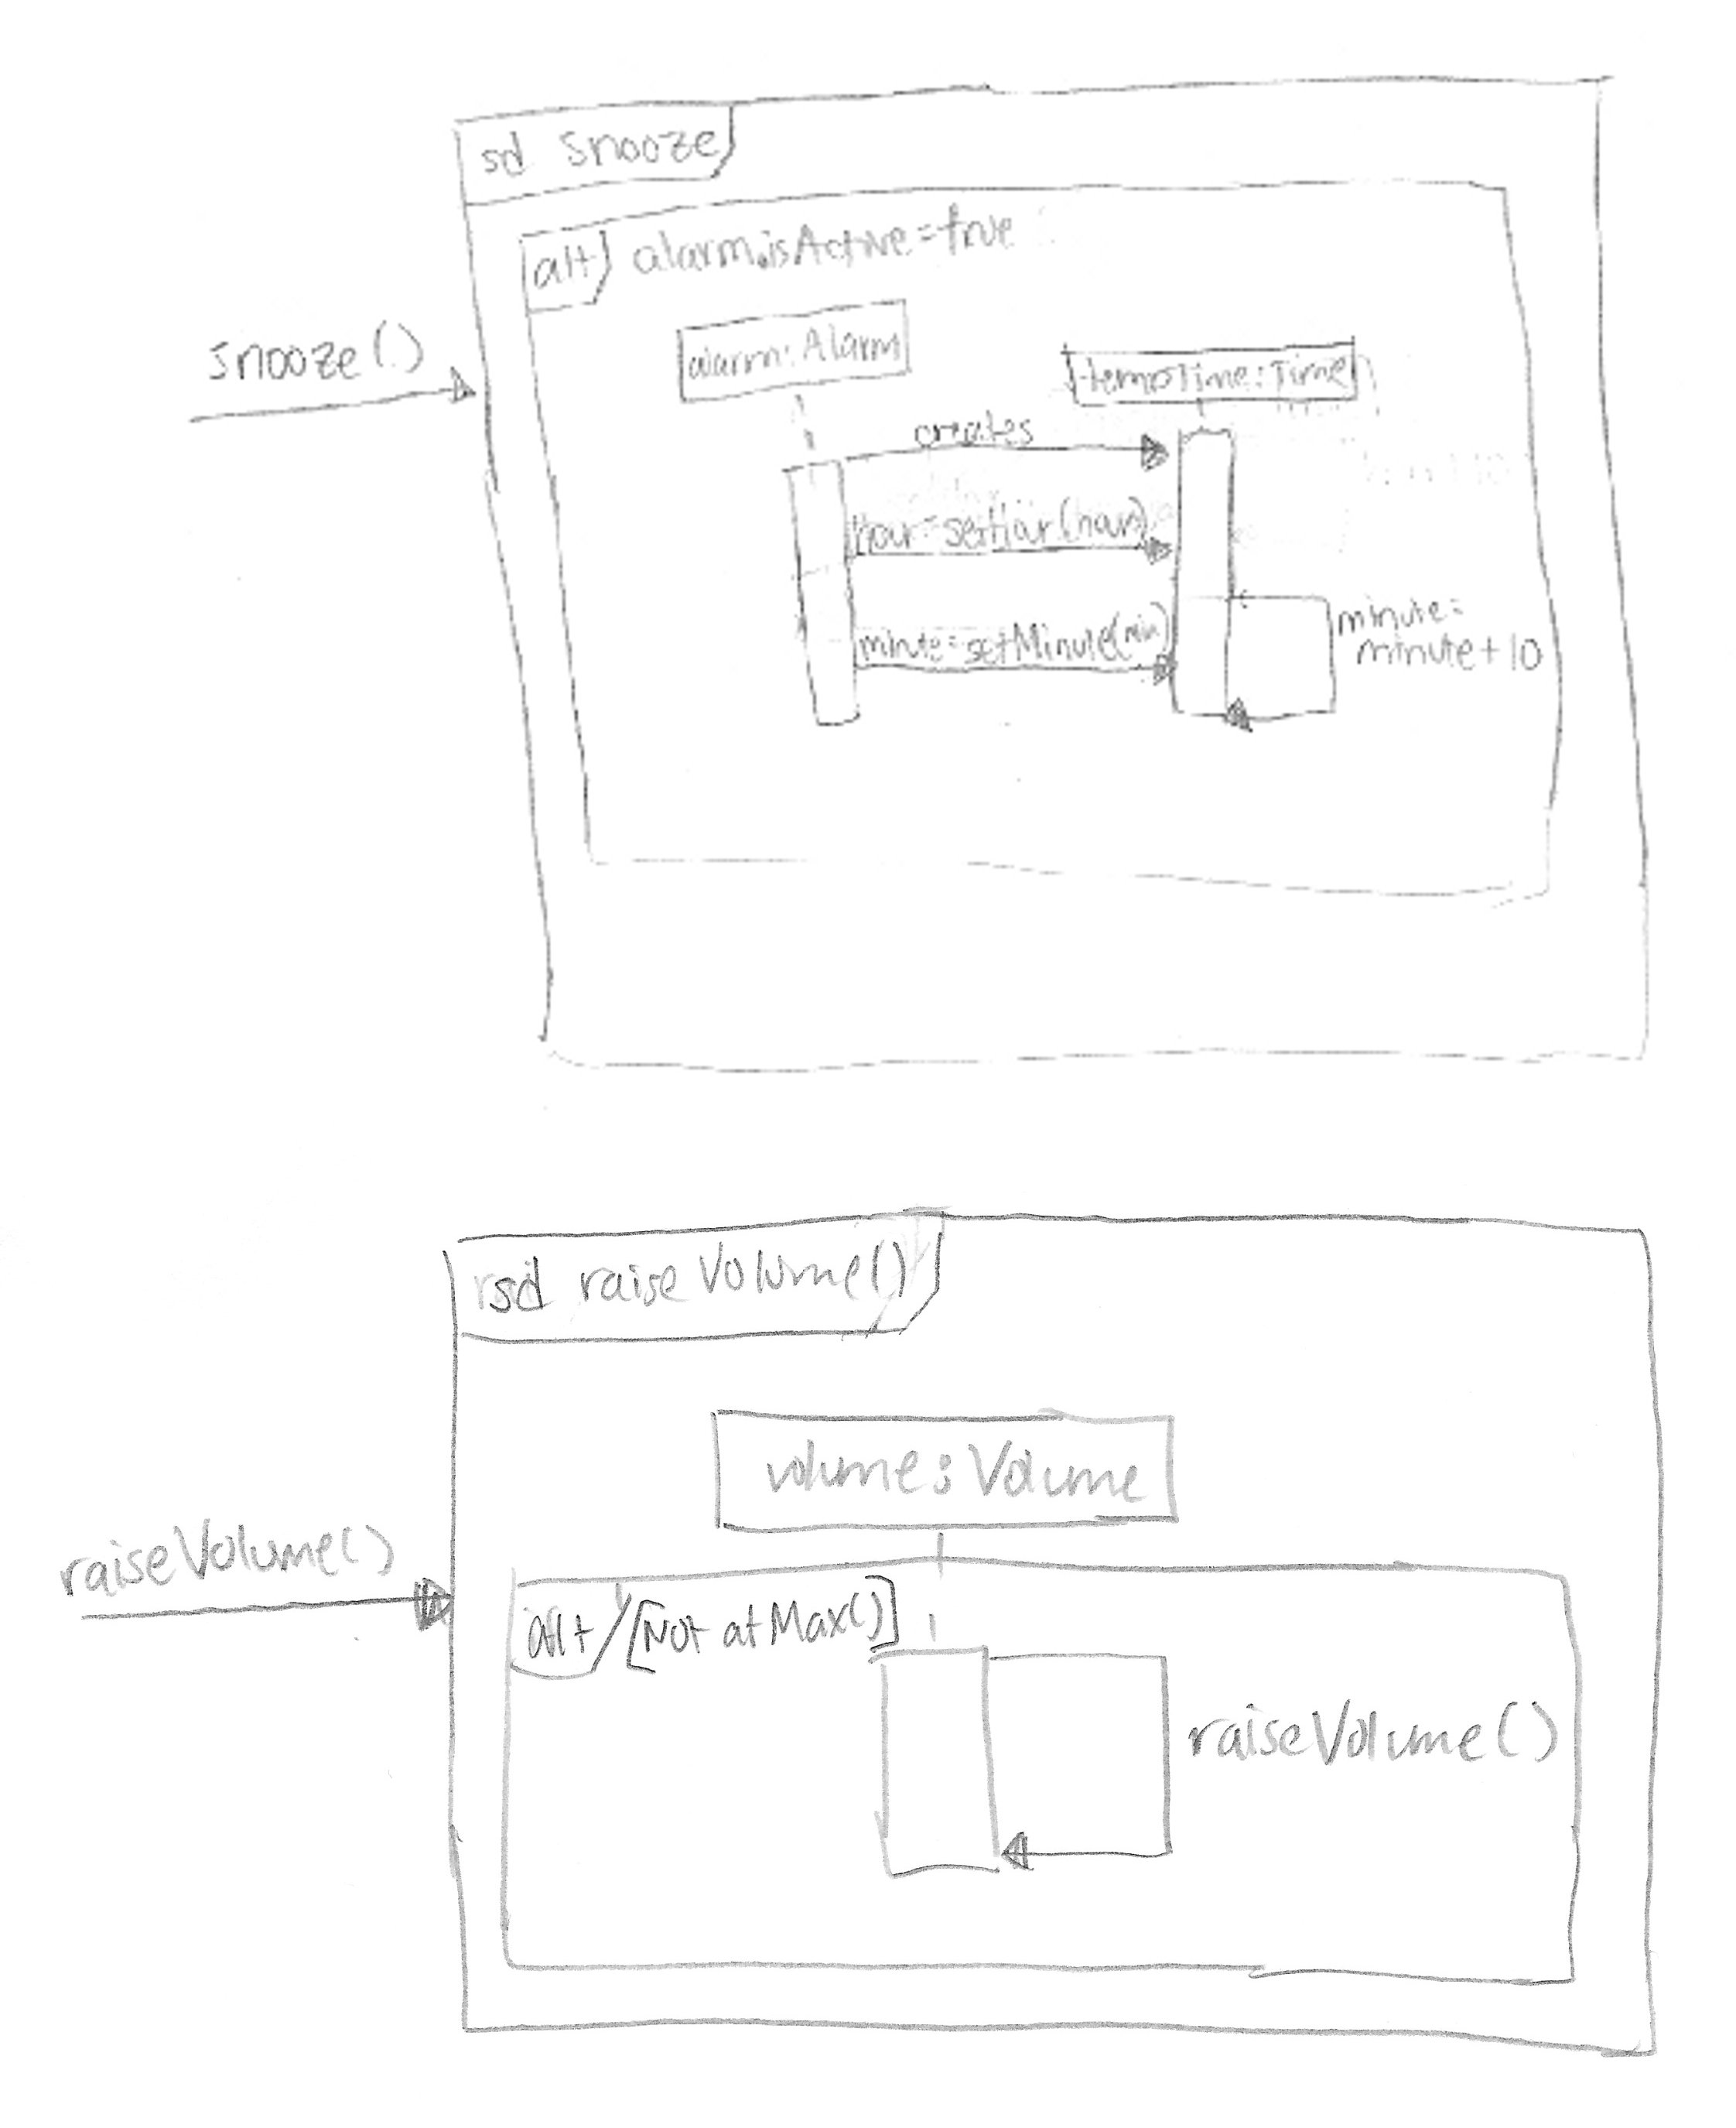 sd snooze
alt alarm.isActive=true
snooze()
alarm:Alarm
tempTime:Time
creates
hour=setHour(hour)
minute=setMinute(min)
minute=
minute+10
sd raiseVolume()
volume:Volume
raiseVolume()
alt [Not atMax()]
raiseVolume()